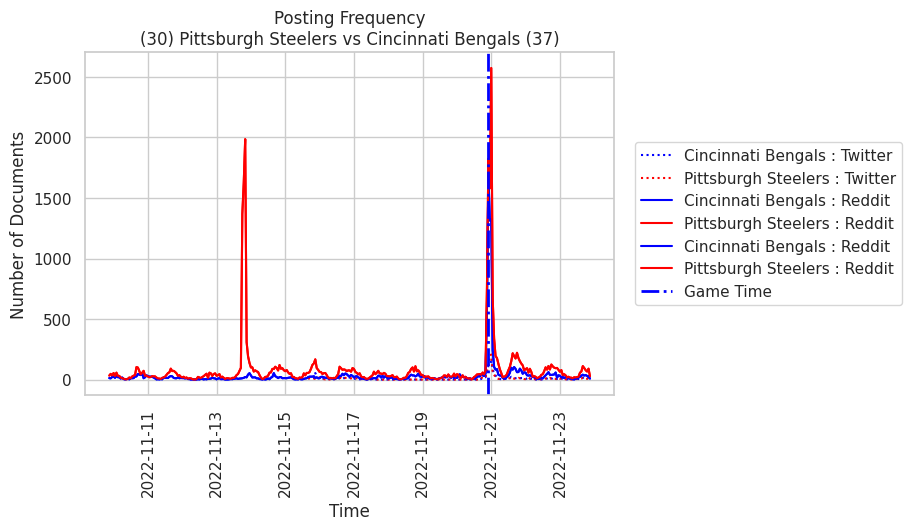 Posting Frequency
(30) Pittsburgh Steelers vs Cincinnati Bengals (37)
Number of Documents
2500
2000
1500
1000
500
0
2022-11-11
2022-11-13
2022-11-15
2022-11-17
2022-11-19
2022-11-21
2022-11-23
Time
Cincinnati Bengals : Twitter
Pittsburgh Steelers : Twitter
Cincinnati Bengals : Reddit
Pittsburgh Steelers : Reddit
Cincinnati Bengals : Reddit
Pittsburgh Steelers : Reddit
Game Time